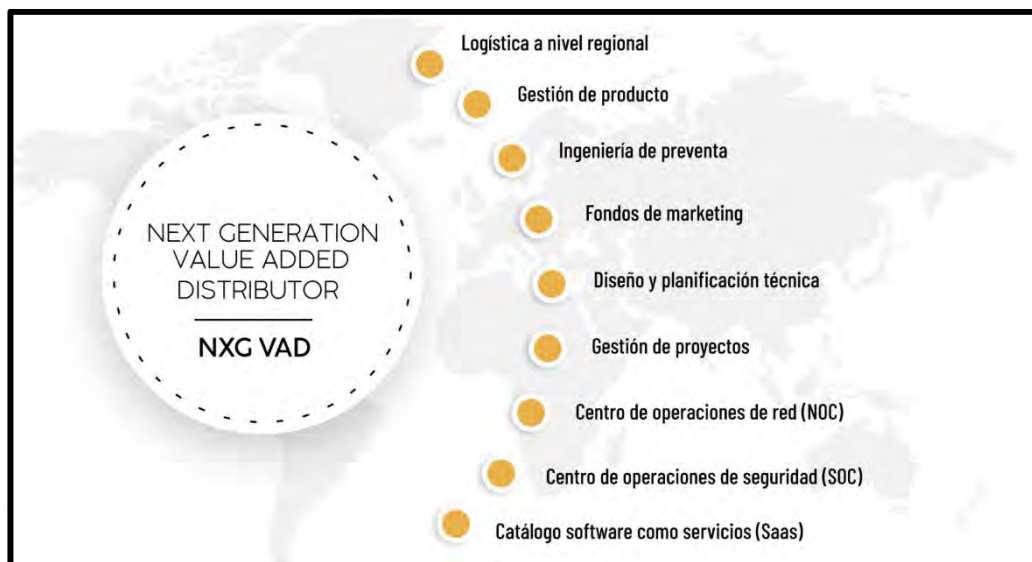 Logística a nivel regional
Gestión de producto
Ingeniería de preventa
Fondos de marketing
Diseño y planificación técnica
Gestión de proyectos
Centro de operaciones de red (NOC)
Centro de operaciones de seguridad (SOC)
Catálogo software como servicios (Saas)
NEXT GENERATION
VALUE ADDED
DISTRIBUTOR
NXG VAD